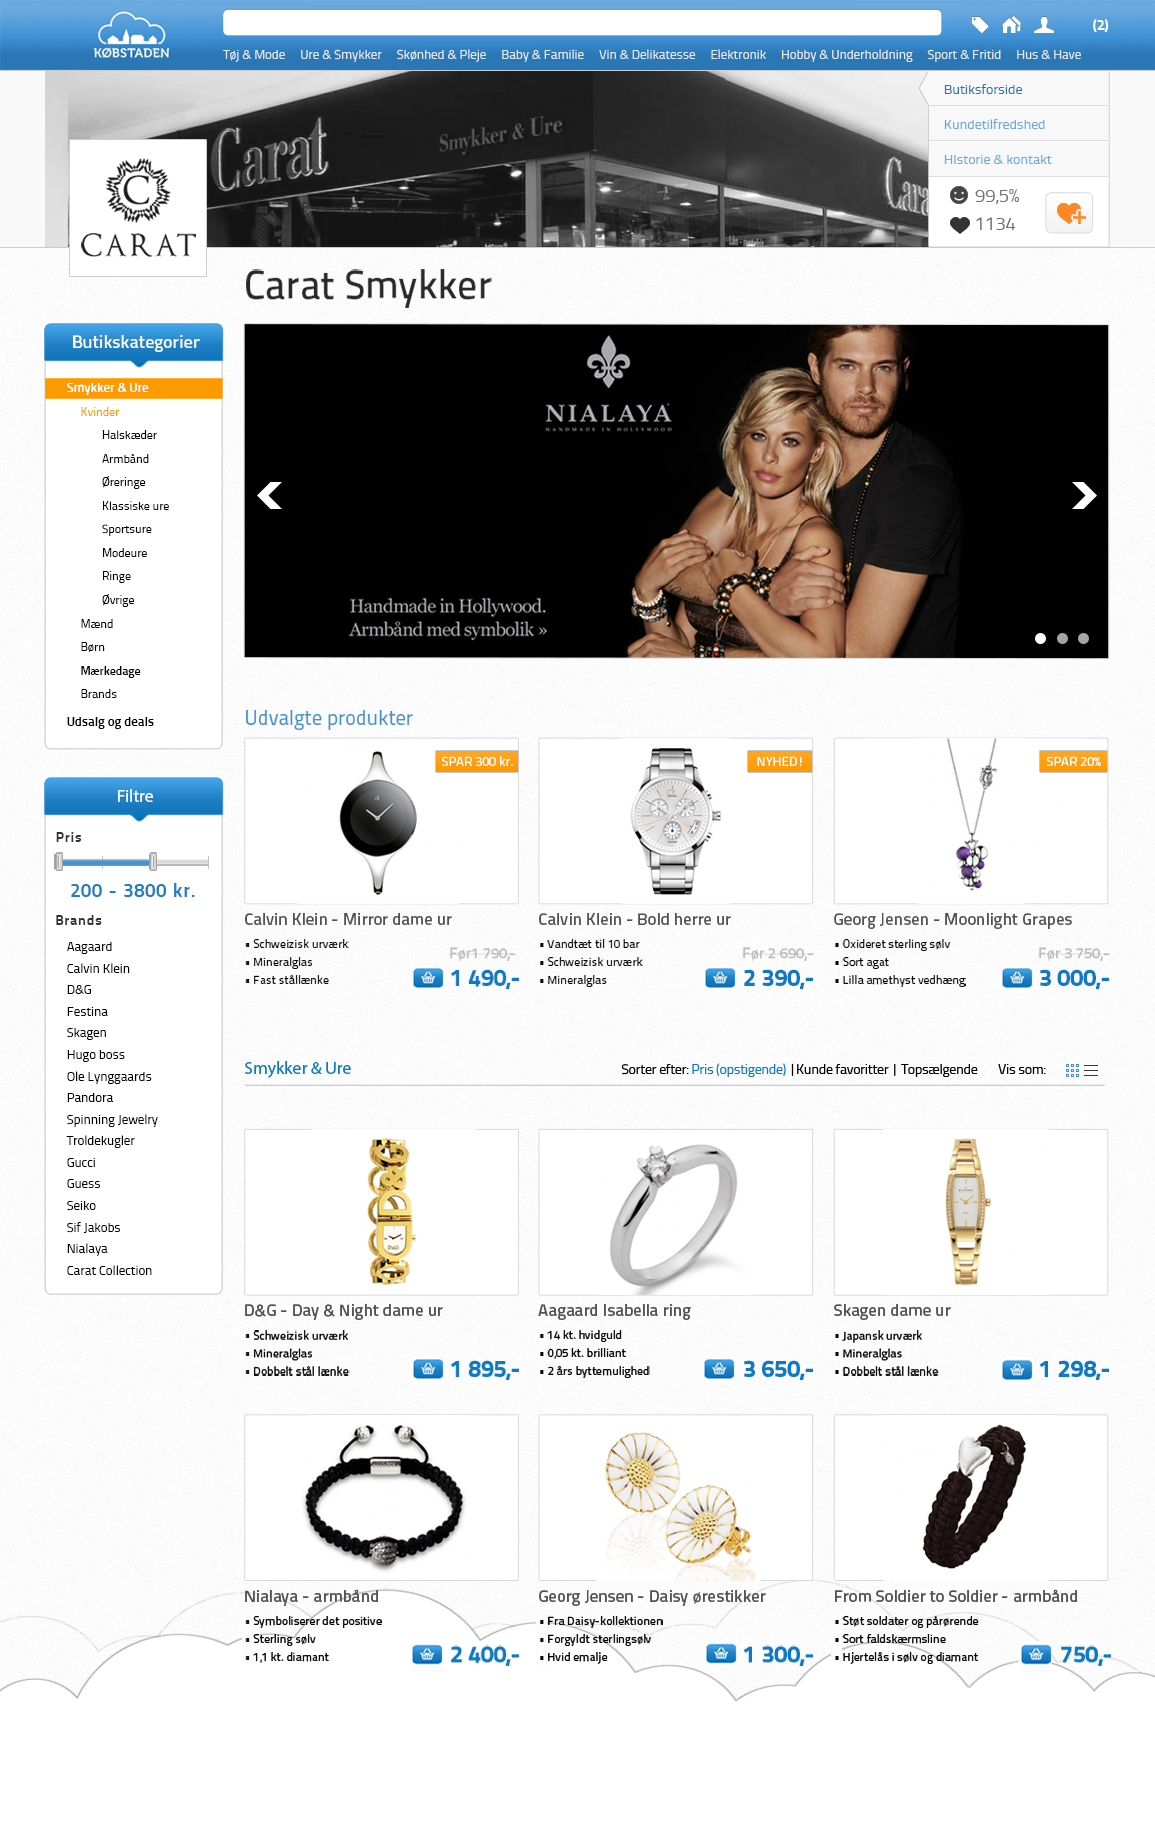 KØBSTADEN
(2)
Tøj & Mode Ure & Smykker Skønhed & Pleje Baby & Familie Vin & Delikatesse Elektronik Hobby & Underholdning Sport & Fritid Hus & Have
Carat
Smykker & Ure
Cara
Butiksforside
Kundetilfredshed
HIstorie & kontakt
99,5%
1134
C
CARAT
Carat Smykker
Butikskategorier
Smykker & Ure
Kvinder
Halskæder
Armbånd
Øreringe
Klassiske ure
Sportsure
Modeure
Ringe
Øvrige
Mænd
Børn
Mærkedage
Brands
Udsalg og deals
NIALAYA
HANDMADE IN HOLLYWOOD
Handmade in Hollywood.
Armbånd med symbolik »
Filtre
Pris
200 - 3800 kr.
Brands
Aagaard
Calvin Klein
D&G
Festina
Skagen
Hugo boss
Ole Lynggaards
Pandora
Spinning Jewelry
Troldekugler
Gucci
Guess
Seiko
Sif Jakobs
Nialaya
Carat Collection
Udvalgte produkter
SPAR 300 kr.
Calvin Klein - Mirror dame ur
▪ Schweizisk urværk
▪ Mineralglas
▪ Fast stållænke
Før1 790,-
1 490,-
NYHED!
Calvin Klein - Bold herre ur
▪ Vandtæt til 10 bar
▪ Schweizisk urværk
▪ Mineralglas
Før 2 690,-
2 390,-
SPAR 20%
Georg Jensen - Moonlight Grapes
▪ Oxideret sterling sølv
▪ Sort agat
▪ Lilla amethyst vedhæng
Før 3 750,-
3 000,-
Smykker & Ure
Sorter efter: Pris (opstigende) | Kunde favoritter | Topsælgende Vis som:
D&G - Day & Night dame ur
▪ Schweizisk urværk
▪ Mineralglas
▪ Dobbelt stål lænke
1 895,-
Aagaard Isabella ring
▪ 14 kt. hvidguld
▪ 0,05 kt. brilliant
▪ 2 års byttemulighed
3 650,-
Skagen dame ur
▪ Japansk urværk
▪ Mineralglas
▪ Dobbelt stål lænke
1 298,-
Nialaya - armbånd
▪ Symboliserer det positive
▪ Sterling sølv
▪ 1,1 kt. diamant
2 400,-
Georg Jensen - Daisy ørestikker
▪ Fra Daisy-kollektionen
▪ Forgyldt sterlingsølv
▪ Hvid emalje
1 300,-
From Soldier to Soldier - armbånd
▪ Støt soldater og pårørende
▪ Sort faldskærmsline
▪ Hjertelås i sølv og diamant
750,-